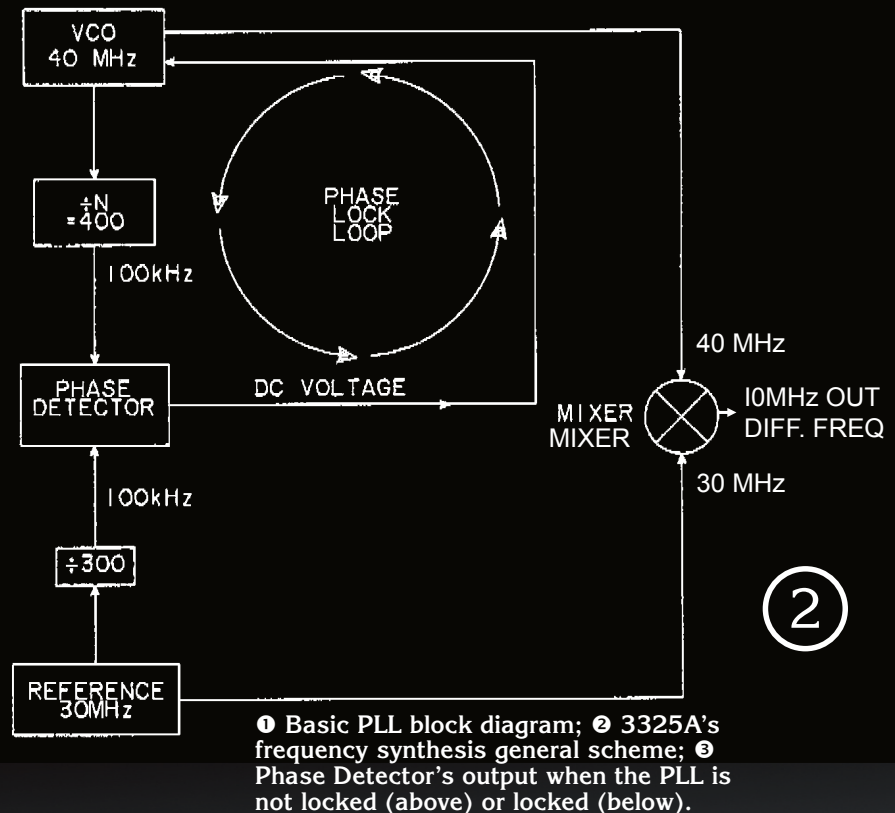 VCO
40 MHz
÷N
=400
100kHz
PHASE
LOCK
LOOP
PHASE
DETECTOR
DC VOLTAGE
40 MHz
MIXER
MIXER
10MHz OUT
DIFF. FREQ
30 MHz
100kHz
÷300
2
REFERENCE
30MHz
❶ Basic PLL block diagram; ❷ 3325A's
frequency synthesis general scheme; ❸
Phase Detector's output when the PLL is
not locked (above) or locked (below).